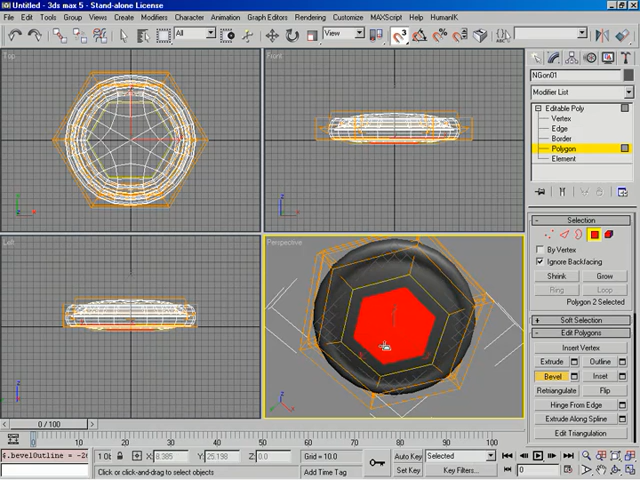 Untitled - 3ds max 5 - Stand-alone License
File Edit Tools Group Views Create Modifiers Character Animation Graph Editors Rendering Customize MAXScript Help HumanIK
All View
Top
Front
Left
Perspective
NGon01
Modifier List
Editable Poly
Vertex
Edge
Border
Polygon
Element
Selection
By Vertex
Ignore Backfacing
Shrink Grow
Ring Loop
Polygon 2 Selected
Soft Selection
Edit Polygons
Insert Vertex
Extrude Outline
Bevel Inset
Retriangulate Flip
Hinge From Edge
Extrude Along Spline
Edit Triangulation
0 / 100
0 10 20 30 40 50 60 70 80 90 100
$.bevelOutline = -2
X: 8.385 Y: 25.198 Z: 0.0 Grid = 10.0
Click or click-and-drag to select objects Add Time Tag
Auto Key Selected
Set Key Key Filters...
0